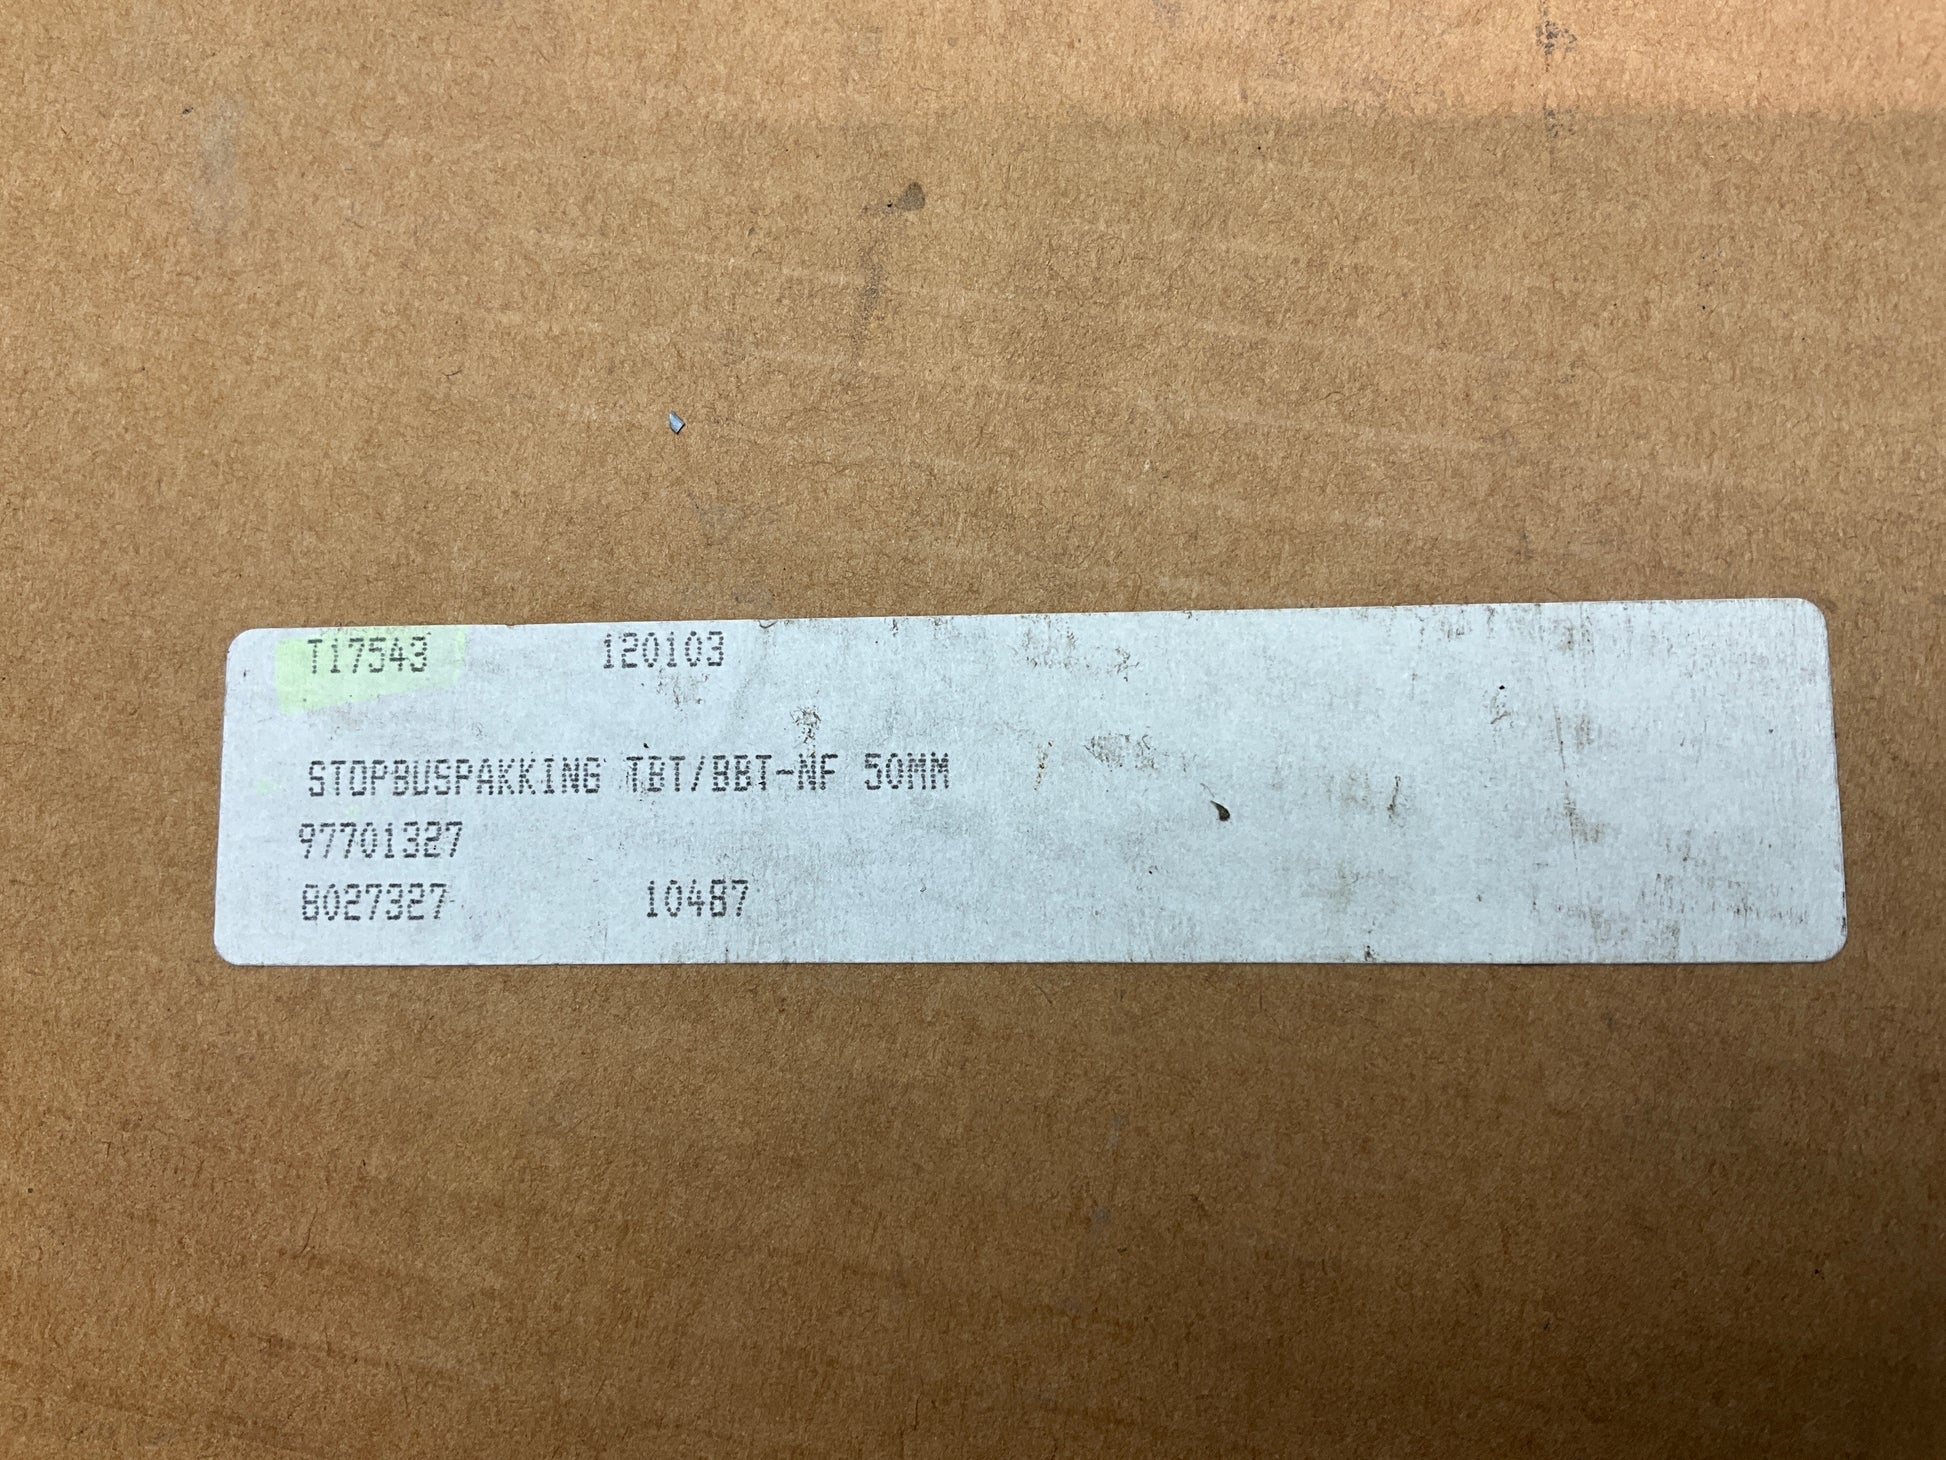 T17543 120103
STOPBUSPAKKING TBT/BBT-NF 50MM
97701327
8027327 10487